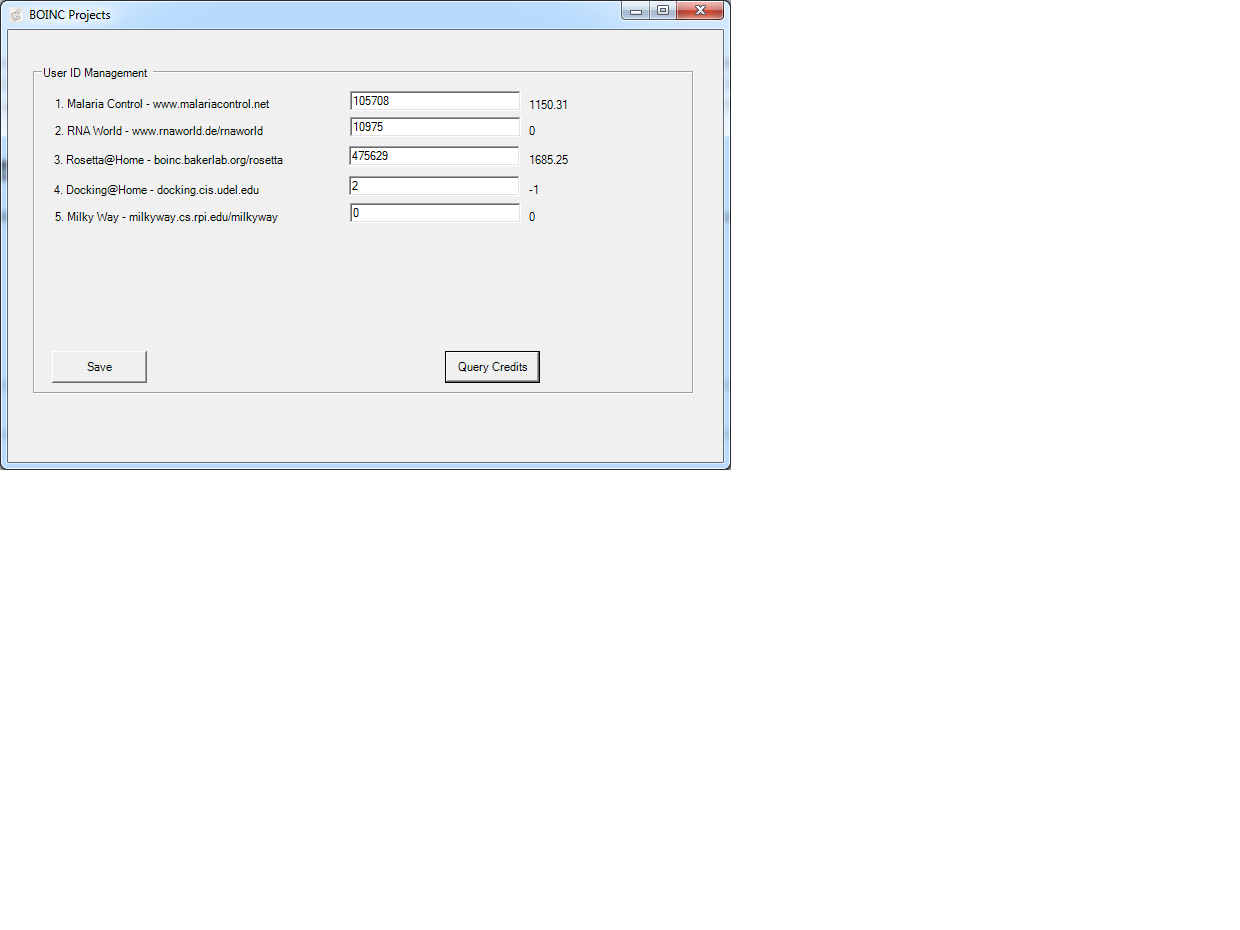 BOINC Projects
User ID Management
1. Malaria Control - www.malariacontrol.net 105708 1150.31
2. RNA World - www.rnaworld.de/rnaworld 10975 0
3. Rosetta@Home - boinc.bakerlab.org/rosetta 475629 1685.25
4. Docking@Home - docking.cis.udel.edu 2 -1
5. Milky Way - milkyway.cs.rpi.edu/milkyway 0 0
Save Query Credits